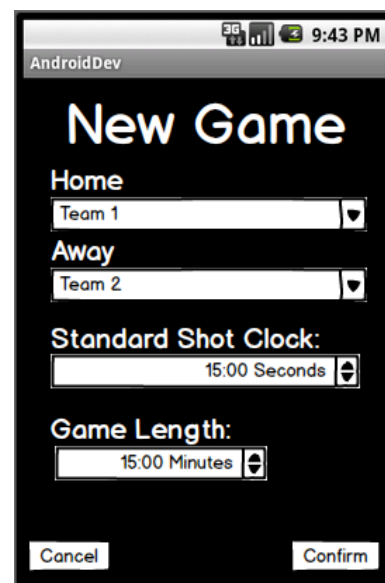 3G 9:43 PM
AndroidDev
New Game
Home
Team 1
Away
Team 2
Standard Shot Clock:
15:00 Seconds
Game Length:
15:00 Minutes
Cancel Confirm